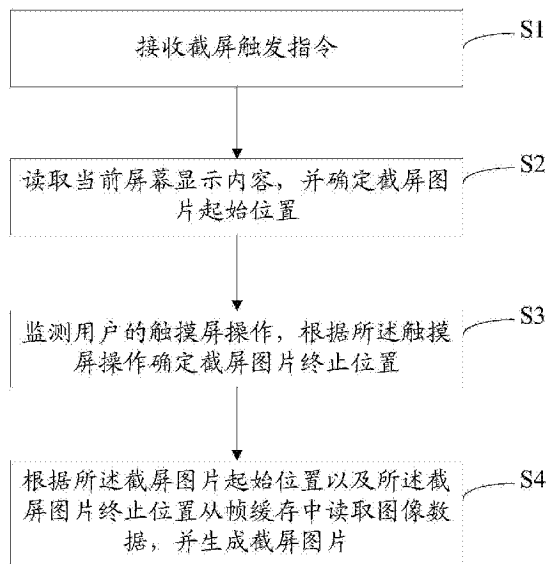 接收截屏触发指令
S1
读取当前屏幕显示内容，并确定截屏图
片起始位置
S2
监测用户的触摸屏操作，根据所述触摸
屏操作确定截屏图片终止位置
S3
根据所述截屏图片起始位置以及所述截
屏图片终止位置从帧缓存中读取图像数
据，并生成截屏图片
S4